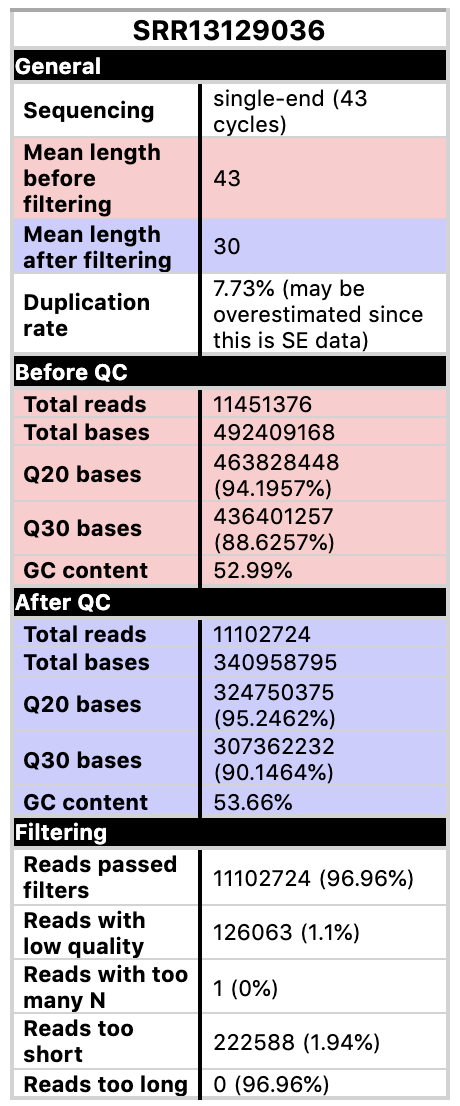 SRR13129036
General
Sequencing single-end (43
cycles)
Mean length
before
filtering 43
Mean length
after filtering 30
Duplication
rate 7.73% (may be
overestimated since
this is SE data)
Before QC
Total reads 11451376
Total bases 492409168
Q20 bases 463828448
(94.1957%)
Q30 bases 436401257
(88.6257%)
GC content 52.99%
After QC
Total reads 11102724
Total bases 340958795
Q20 bases 324750375
(95.2462%)
Q30 bases 307362232
(90.1464%)
GC content 53.66%
Filtering
Reads passed
filters 11102724 (96.96%)
Reads with
low quality 126063 (1.1%)
Reads with too
many N 1 (0%)
Reads too
short 222588 (1.94%)
Reads too long 0 (96.96%)